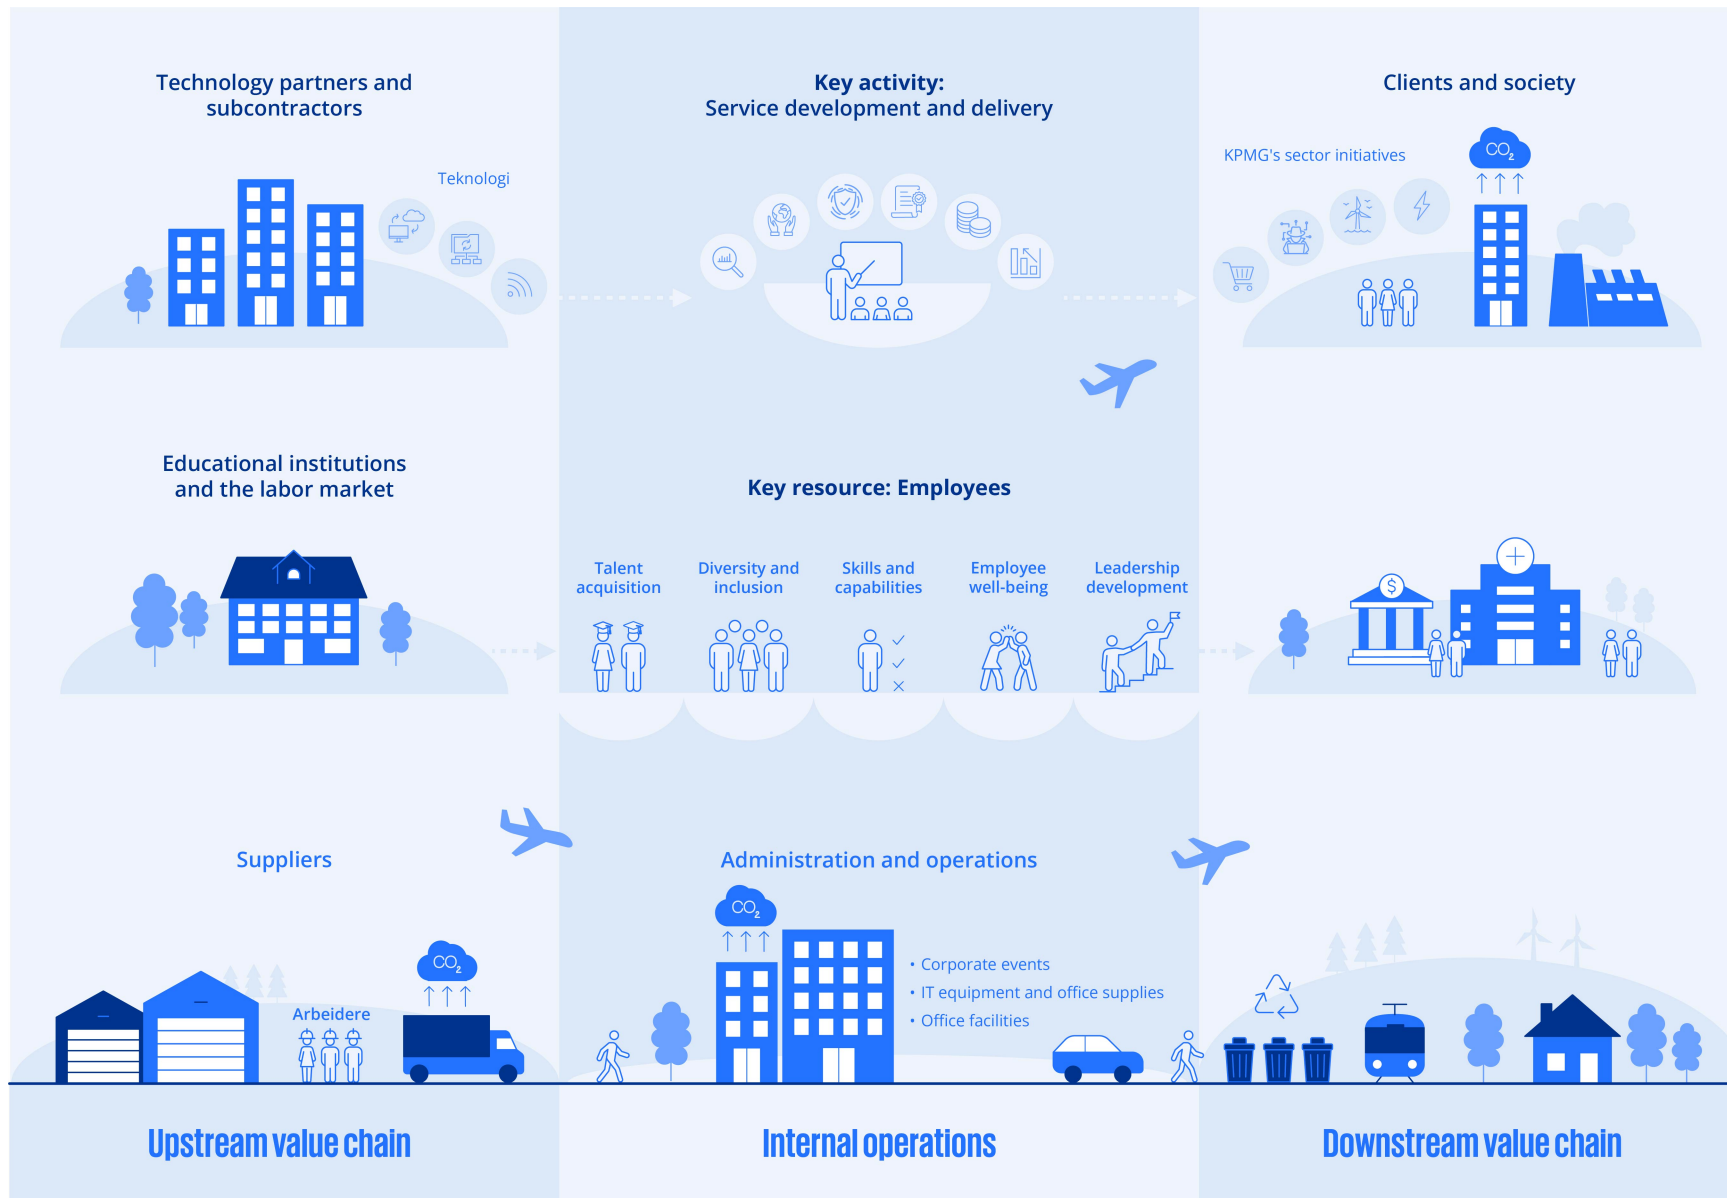 Technology partners and
subcontractors
Teknologi
Key activity:
Service development and delivery
Clients and society
KPMG's sector initiatives
CO₂
Educational institutions
and the labor market
Key resource: Employees
Talent
acquisition
Diversity and
inclusion
Skills and
capabilities
Employee
well-being
Leadership
development
$
Suppliers
CO₂
Arbeidere
Administration and operations
CO₂
• Corporate events
• IT equipment and office supplies
• Office facilities
Upstream value chain
Internal operations
Downstream value chain